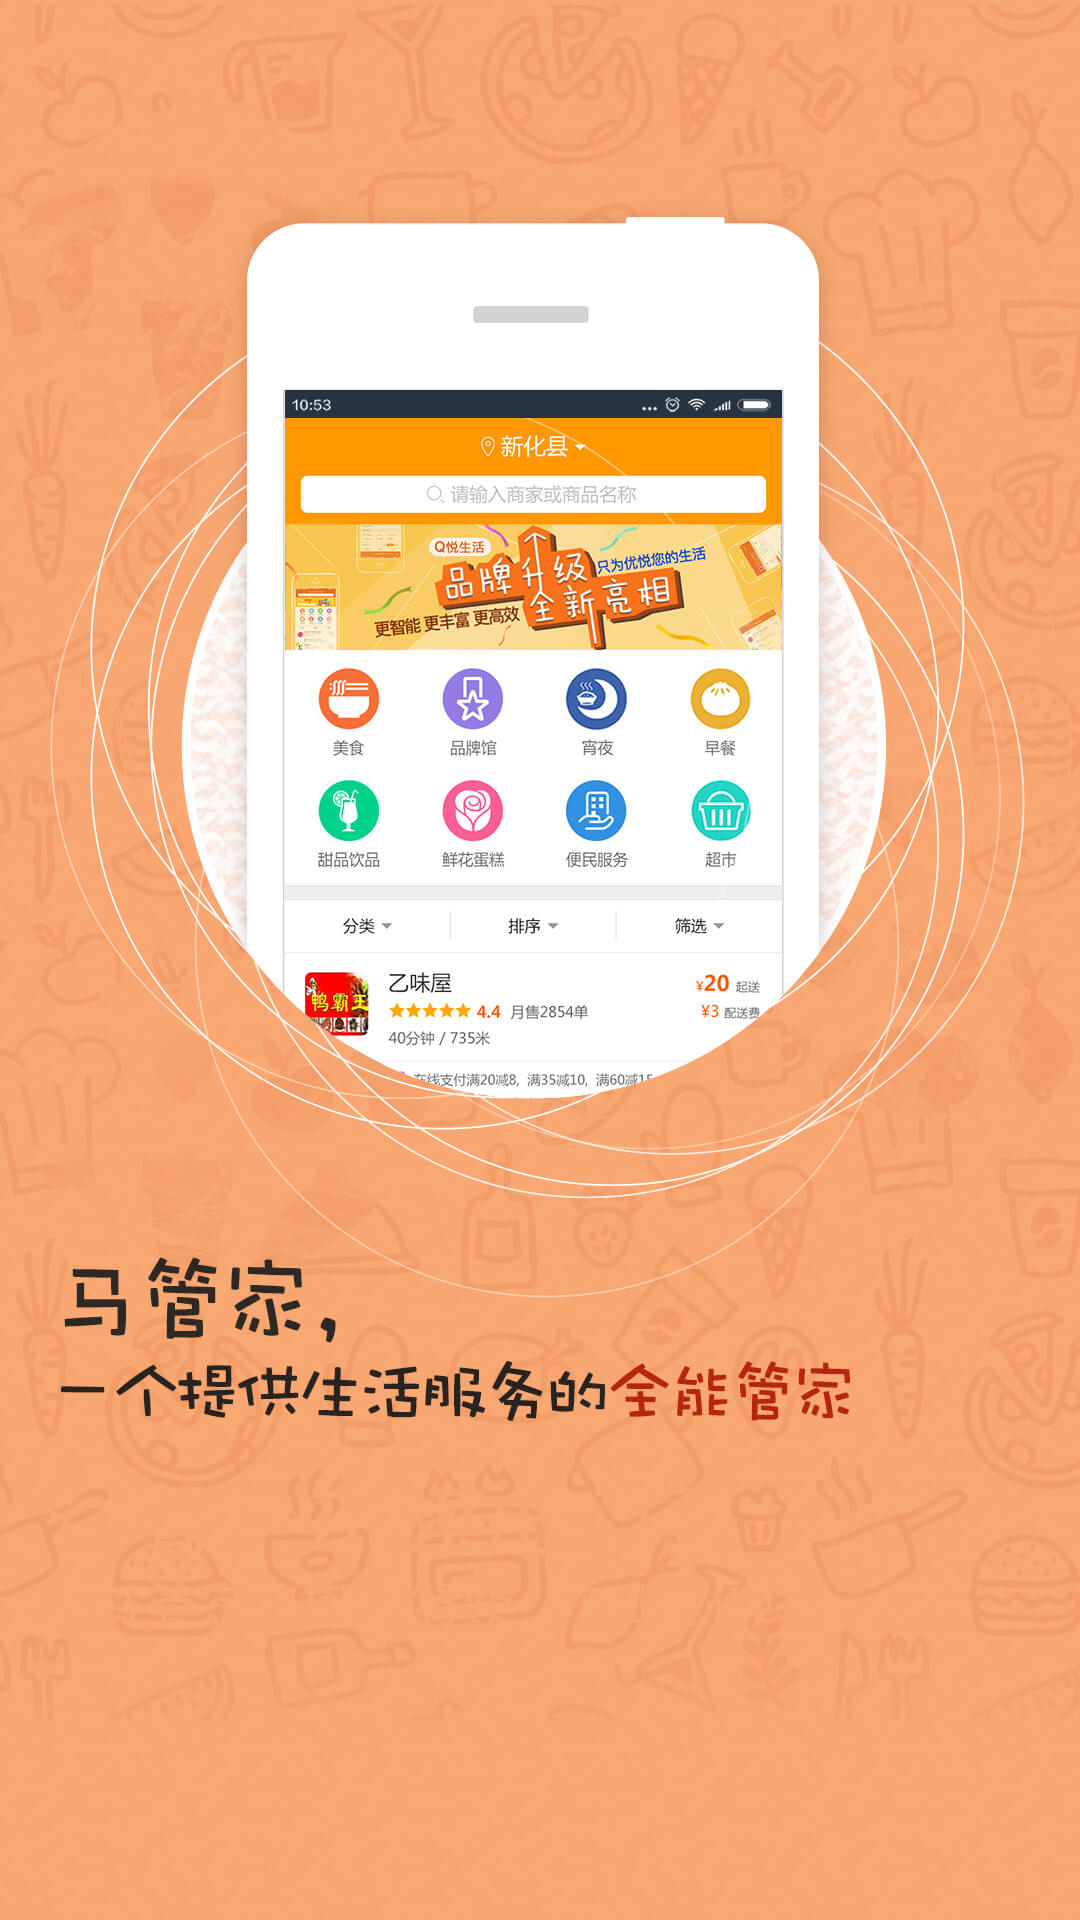 10:53
新化县
请输入商家或商品名称
Q悦生活
品牌升级
只为优悦您的生活
全新亮相
更智能 更丰富 更高效
美食 品牌馆 宵夜 早餐
甜品饮品 鲜花蛋糕 便民服务 超市
分类 排序 筛选
鸭霸王
乙味屋 ¥20 起送
4.4 月售2854单 ¥3 配送费
40分钟 / 735米
在线支付满20减8, 满35减10, 满60减15
马管家,
一个提供生活服务的全能管家